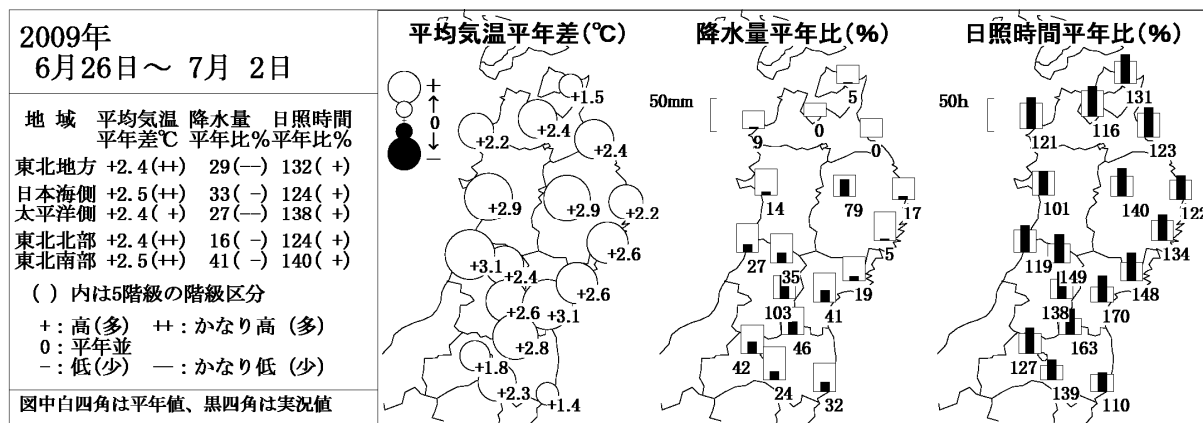 2009年
6月26日～ 7月 2日
地 域 平均気温 降水量 日照時間
平年差℃ 平年比% 平年比%
東北地方 +2.4(++) 29(--) 132( +)
日本海側 +2.5(++) 33( -) 124( +)
太平洋側 +2.4( +) 27(--) 138( +)
東北北部 +2.4(++) 16( -) 124( +)
東北南部 +2.5(++) 41( -) 140( +)
( ) 内は5階級の階級区分
+：高(多) ++：かなり高 (多)
0：平年並
-：低(少) --：かなり低 (少)
図中白四角は平年値、黒四角は実況値
平均気温平年差(℃)
+
↑
0
↓
-
+1.5
+2.4
+2.2
+2.4
+2.9
+2.9
+2.2
+2.6
+3.1
+2.4
+2.6
+2.6
+3.1
+2.8
+1.8
+2.3
+1.4
降水量平年比(%)
50mm
5
0
9
0
14
79
17
5
27
35
19
103
41
46
42
24
32
日照時間平年比(%)
50h
131
116
121
123
101
140
122
134
119
149
148
138
170
163
127
139
110